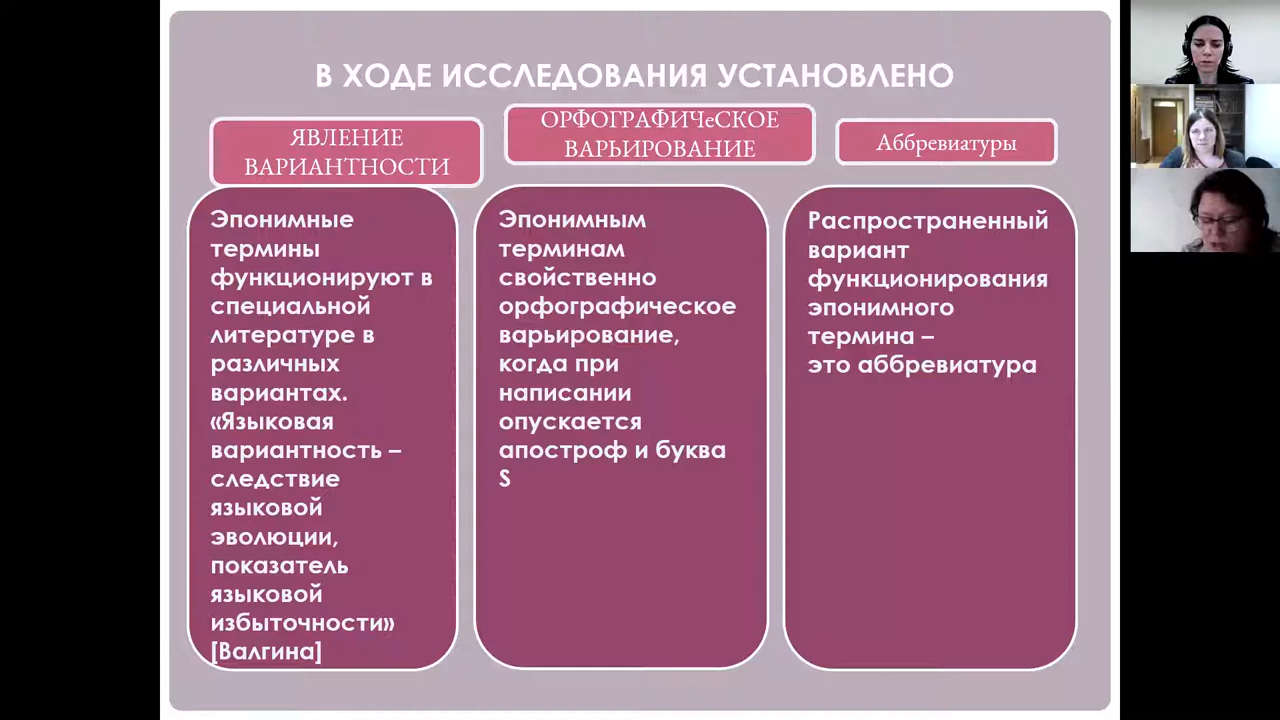 В ХОДЕ ИССЛЕДОВАНИЯ УСТАНОВЛЕНО
ЯВЛЕНИЕ
ВАРИАНТНОСТИ
Эпонимные
термины
функционируют в
специальной
литературе в
различных
вариантах.
«Языковая
вариантность –
следствие
языковой
эволюции,
показатель
языковой
избыточности»
[Валгина]
ОРФОГРАФИЧеСКОЕ
ВАРЬИРОВАНИЕ
Эпонимным
терминам
свойственно
орфографическое
варьирование,
когда при
написании
опускается
апостроф и буква
S
Аббревиатуры
Распространенный
вариант
функционирования
эпонимного
термина –
это аббревиатура